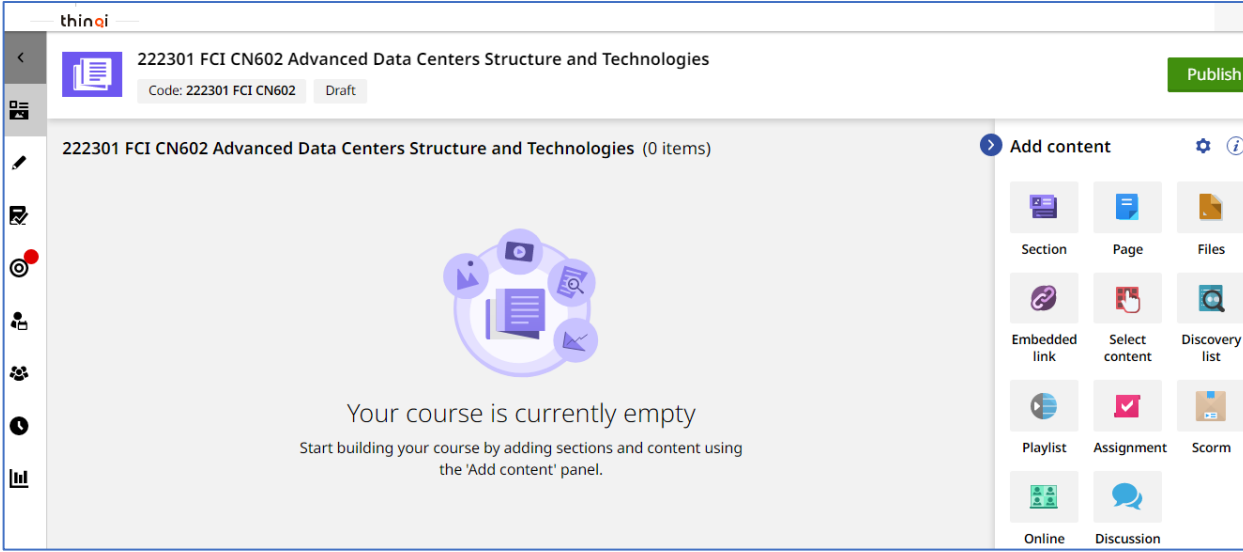 thinqi
222301 FCI CN602 Advanced Data Centers Structure and Technologies
Code: 222301 FCI CN602 Draft
Publish
222301 FCI CN602 Advanced Data Centers Structure and Technologies (0 items)
Add content
Section Page Files
Embedded link
Select content
Discovery list
Playlist Assignment Scorm
Online Discussion
Your course is currently empty
Start building your course by adding sections and content using
the 'Add content' panel.